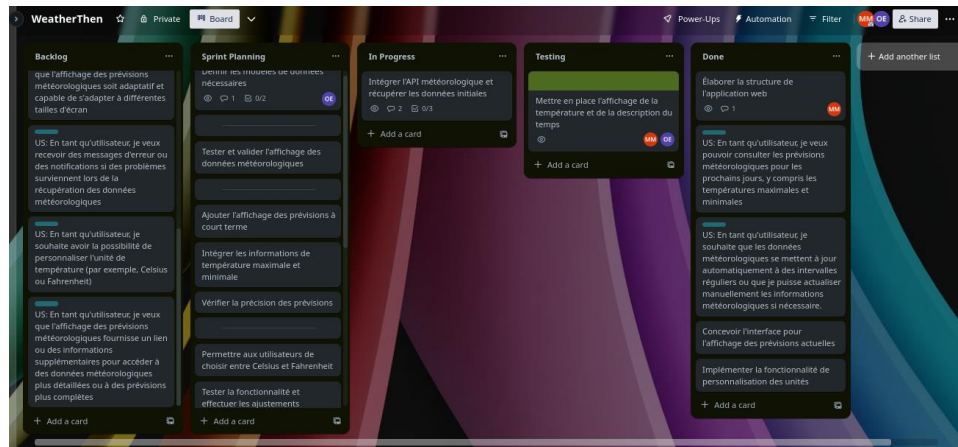 WeatherThen
Private
Board
Power-Ups
Automation
Filter
MM
OE
Share
Backlog
que l'affichage des prévisions
météorologiques soit adaptatif et
capable de s'adapter à différentes
tailles d'écran
US: En tant qu'utilisateur, je veux
recevoir des messages d'erreur ou
des notifications si des problèmes
surviennent lors de la
récupération des données
météorologiques
US: En tant qu'utilisateur, je
souhaite avoir la possibilité de
personnaliser l'unité de
température (par exemple, Celsius
ou Fahrenheit)
US: En tant qu'utilisateur, je veux
que l'affichage des prévisions
météorologiques fournisse un lien
ou des informations
supplémentaires pour accéder à
des données météorologiques
plus détaillées ou à des prévisions
plus complètes
+ Add a card
Sprint Planning
Définir les modèles de données
nécessaires
1 0/2
OE
Tester et valider l'affichage des
données météorologiques
Ajouter l'affichage des prévisions à
court terme
Intégrer les informations de
température maximale et
minimale
Vérifier la précision des prévisions
Permettre aux utilisateurs de
choisir entre Celsius et Fahrenheit
Tester la fonctionnalité et
effectuer les ajustements
+ Add a card
In Progress
Intégrer l'API météorologique et
récupérer les données initiales
2 0/3
+ Add a card
Testing
Mettre en place l'affichage de la
température et de la description du
temps
MM OE
+ Add a card
Done
Élaborer la structure de
l'application web
1
MM
US: En tant qu'utilisateur, je veux
pouvoir consulter les prévisions
météorologiques pour les
prochains jours, y compris les
températures maximales et
minimales
US: En tant qu'utilisateur, je
souhaite que les données
météorologiques se mettent à jour
automatiquement à des intervalles
réguliers ou que je puisse actualiser
manuellement les informations
météorologiques si nécessaire.
Concevoir l'interface pour
l'affichage des prévisions actuelles
Implémenter la fonctionnalité de
personnalisation des unités
+ Add a card
+ Add another list